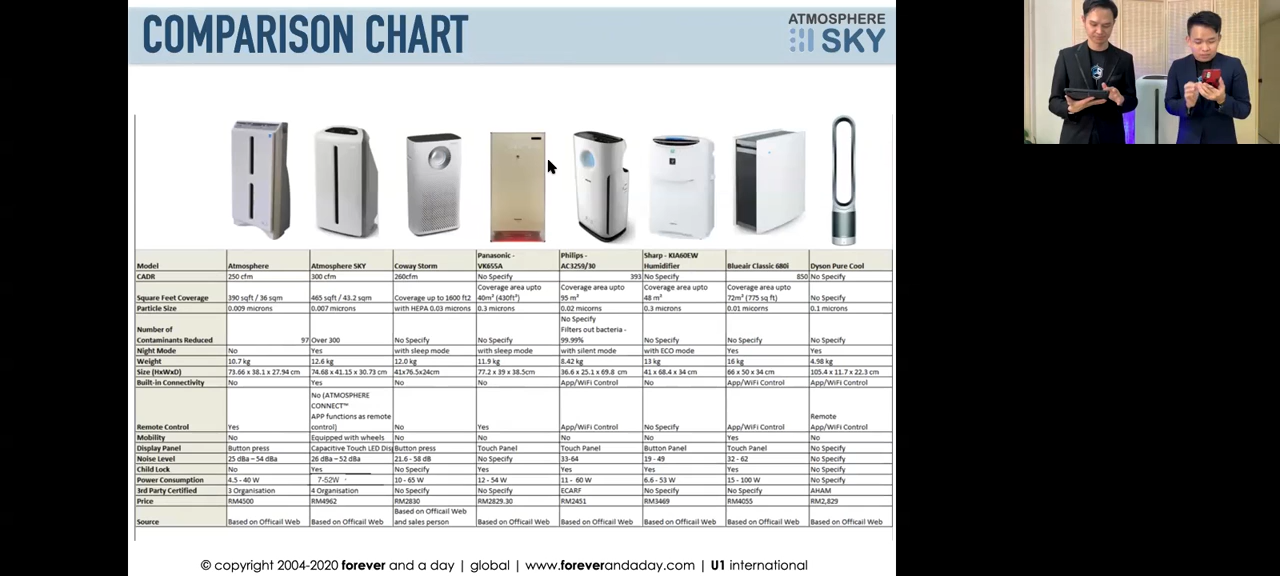 COMPARISON CHART
ATMOSPHERE
SKY
Model Atmosphere Atmosphere SKY Coway Storm Panasonic - VK655A Philips - AC3259/30 Sharp - KIA60EW Humidifier Blueair Classic 680i Dyson Pure Cool
CADR 250 cfm 300 cfm 260cfm No Specify 393 No Specify 850 No Specify
Square Feet Coverage 390 sqft / 36 sqm 465 sqft / 43.2 sqm Coverage up to 1600 ft2 Coverage area upto 40m² (430ft²) Coverage area upto 95 m² Coverage area upto 48 m² Coverage area upto 72m² (775 sq ft) No Specify
Particle Size 0.009 microns 0.007 microns with HEPA 0.03 microns 0.3 microns 0.02 micorns 0.3 microns 0.01 micorns 0.1 microns
Number of Contaminants Reduced 97 Over 300 No Specify No Specify No Specify Filters out bacteria - 99.99% No Specify No Specify No Specify
Night Mode No Yes with sleep mode with sleep mode with silent mode with ECO mode Yes Yes
Weight 10.7 kg 12.6 kg 12.0 kg 11.9 kg 8.42 kg 13 kg 16 kg 4.98 kg
Size (HxWxD) 73.66 x 38.1 x 27.94 cm 74.68 x 41.15 x 30.73 cm 41x76.5x24cm 77.2 x 39 x 38.5cm 36.6 x 25.1 x 69.8 cm 41 x 68.4 x 34 cm 66 x 50 x 34 cm 105.4 x 11.7 x 22.3 cm
Built-in Connectivity No Yes No No App/WiFi Control No App/WiFi Control App/WiFi Control
Remote Control Yes No (ATMOSPHERE CONNECT™ APP functions as remote control) No Yes App/WiFi Control No Specify App/WiFi Control Remote App/WiFi Control
Mobility No Equipped with wheels No No No No Yes No
Display Panel Button press Capacitive Touch LED Dis Button press Touch Panel Touch Panel Button Panel Touch Panel No Specify
Noise Level 25 dBa – 54 dBa 26 dBa – 52 dBa 21.6 - 58 dB No Specify 33-64 19 - 49 32 - 62 No Specify
Child Lock No Yes No Specify Yes Yes Yes Yes No Specify
Power Consumption 4.5 - 40 W 7-52W 10 - 65 W 12 - 54 W 11 - 60 W 6.6 - 53 W 15 - 100 W No Specify
3rd Party Certified 3 Organisation 4 Organisation No Specify No Specify ECARF No Specify No Specify AHAM
Price RM4500 RM4962 RM2830 RM2829.30 RM2451 RM3469 RM4055 RM2,829
Source Based on Officail Web Based on Officail Web Based on Officail Web and sales person Based on Officail Web Based on Officail Web Based on Officail Web Based on Officail Web Based on Officail Web
© copyright 2004-2020 forever and a day | global | www.foreverandaday.com | U1 international